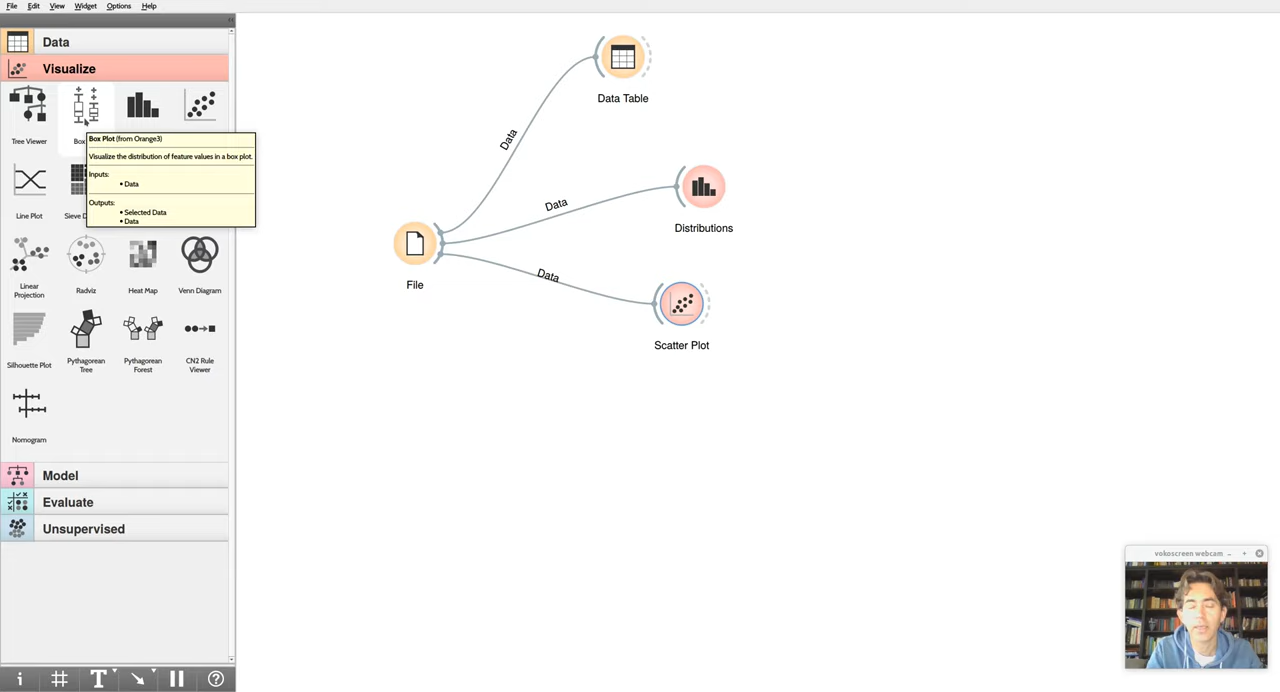 File Edit View Widget Options Help
Data
Visualize
Tree Viewer
Box
Box Plot (from Orange3)
Visualize the distribution of feature values in a box plot.
Inputs:
• Data
Outputs:
• Selected Data
• Data
Line Plot
Sieve D
Linear
Projection
Radviz
Heat Map
Venn Diagram
Silhouette Plot
Pythagorean
Tree
Pythagorean
Forest
CN2 Rule
Viewer
Nomogram
Model
Evaluate
Unsupervised
Data Table
Data
Distributions
Data
File
Data
Scatter Plot
vokoscreen webcam